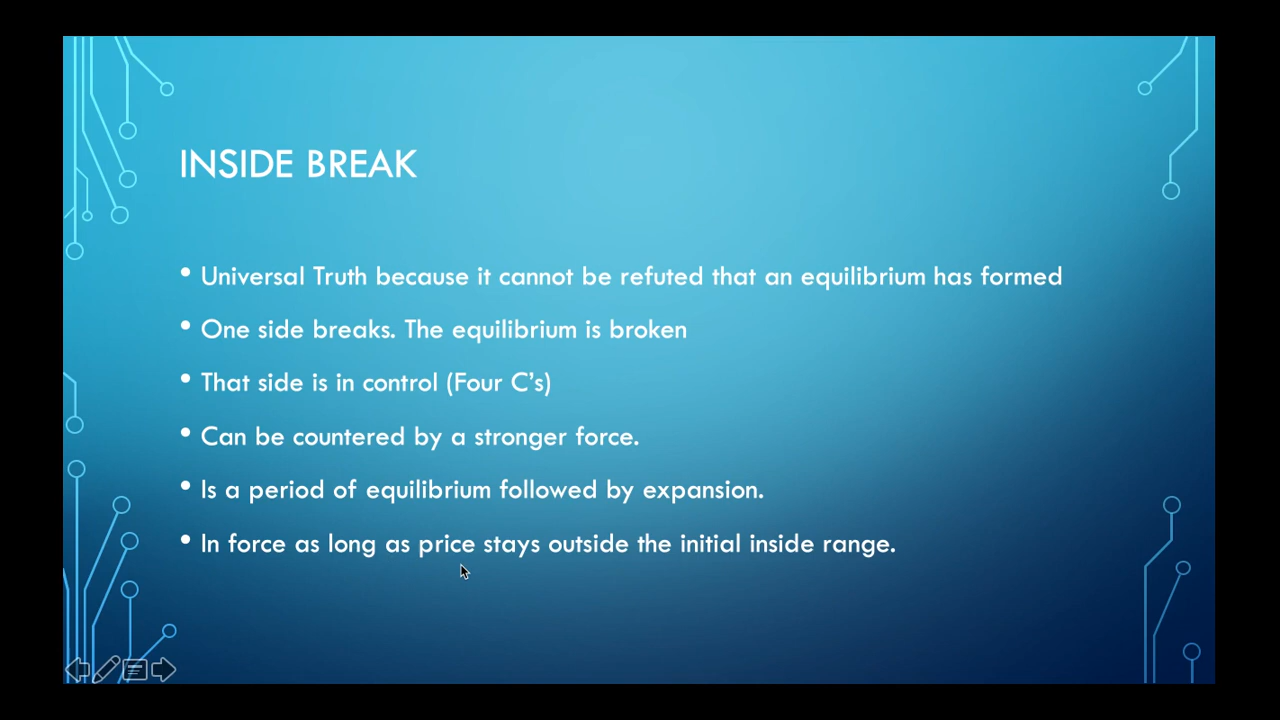 INSIDE BREAK
• Universal Truth because it cannot be refuted that an equilibrium has formed
• One side breaks. The equilibrium is broken
• That side is in control (Four C’s)
• Can be countered by a stronger force.
• Is a period of equilibrium followed by expansion.
• In force as long as price stays outside the initial inside range.